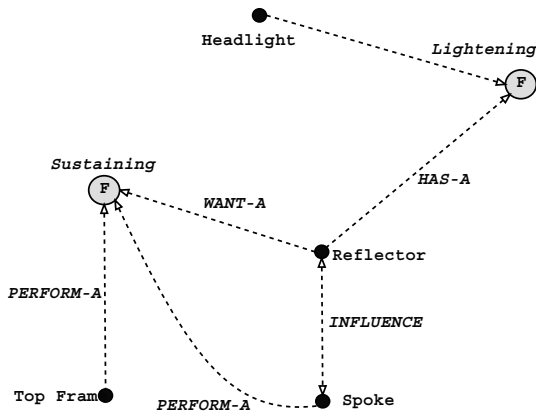 Headlight
Lightening
F
Sustaining
F
WANT-A
HAS-A
Reflector
PERFORM-A
INFLUENCE
Top Fram
PERFORM-A
Spoke